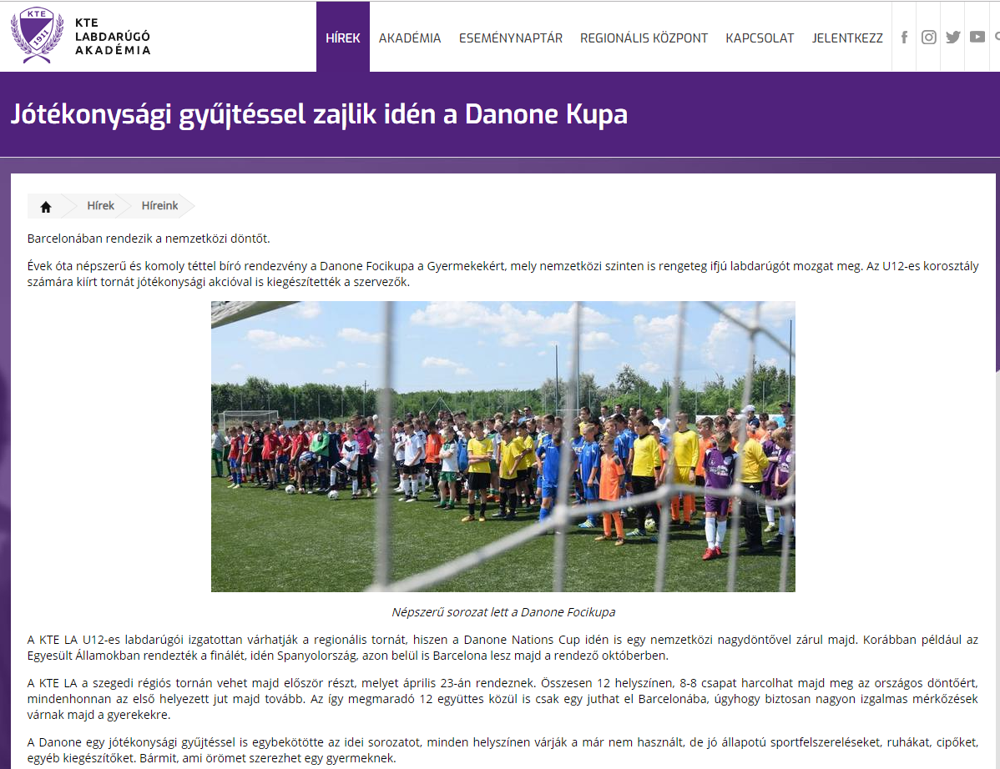 KTE
1911
KTE
LABDARÚGÓ
AKADÉMIA
HÍREK AKADÉMIA ESEMÉNYNAPTÁR REGIONÁLIS KÖZPONT KAPCSOLAT JELENTKEZZ
Jótékonysági gyűjtéssel zajlik idén a Danone Kupa
Hírek Híreink
Barcelonában rendezik a nemzetközi döntőt.
Évek óta népszerű és komoly téttel bíró rendezvény a Danone Focikupa a Gyermekekért, mely nemzetközi szinten is rengeteg ifjú labdarúgót mozgat meg. Az U12-es korosztály
számára kiírt tornát jótékonysági akcióval is kiegészítették a szervezők.
Népszerű sorozat lett a Danone Focikupa
A KTE LA U12-es labdarúgói izgatottan várhatják a regionális tornát, hiszen a Danone Nations Cup idén is egy nemzetközi nagydöntővel zárul majd. Korábban például az
Egyesült Államokban rendezték a finálét, idén Spanyolország, azon belül is Barcelona lesz majd a rendező októberben.
A KTE LA a szegedi régiós tornán vehet majd először részt, melyet április 23-án rendeznek. Összesen 12 helyszínen, 8-8 csapat harcolhat majd meg az országos döntőért,
mindenhonnan az első helyezett jut majd tovább. Az így megmaradó 12 együttes közül is csak egy juthat el Barcelonába, úgyhogy biztosan nagyon izgalmas mérkőzések
várnak majd a gyerekekre.
A Danone egy jótékonysági gyűjtéssel is egybekötötte az idei sorozatot, minden helyszínen várják a már nem használt, de jó állapotú sportfelszereléseket, ruhákat, cipőket,
egyéb kiegészítőket. Bármit, ami örömet szerezhet egy gyermeknek.